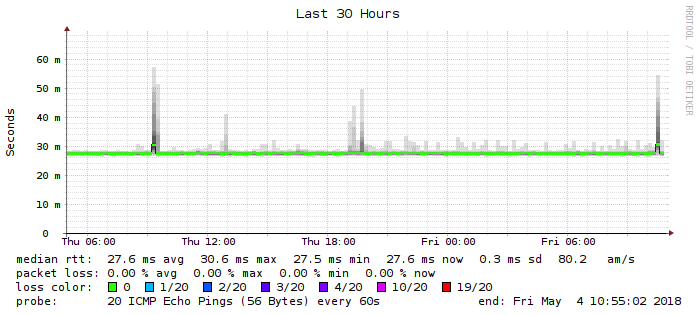 Last 30 Hours
RRDTOOL / TOBI OETIKER
Seconds
60 m
50 m
40 m
30 m
20 m
10 m
0
Thu 06:00 Thu 12:00 Thu 18:00 Fri 00:00 Fri 06:00
median rtt: 27.6 ms avg 30.6 ms max 27.5 ms min 27.6 ms now 0.3 ms sd 80.2 am/s
packet loss: 0.00 % avg 0.00 % max 0.00 % min 0.00 % now
loss color: 0 1/20 2/20 3/20 4/20 10/20 19/20
probe: 20 ICMP Echo Pings (56 Bytes) every 60s end: Fri May 4 10:55:02 2018